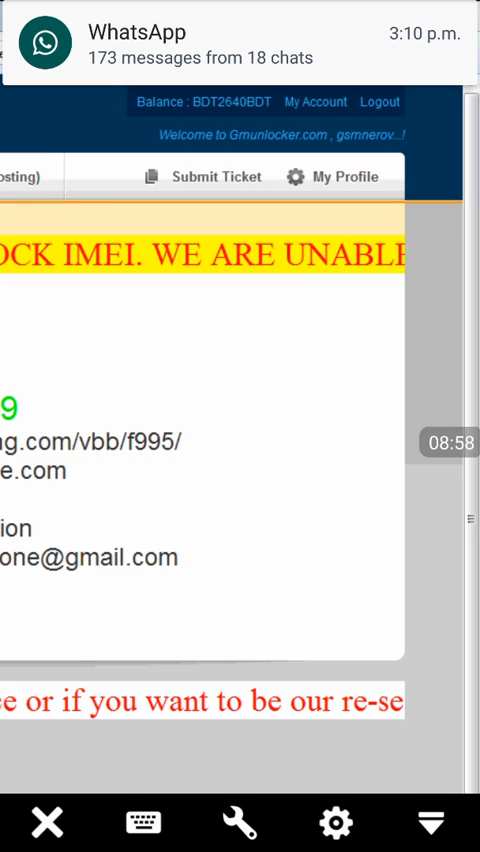 WhatsApp 3:10 p.m.
173 messages from 18 chats
Balance : BDT2640BDT My Account Logout
Welcome to Gmunlocker.com , gsmnerov...!
osting) Submit Ticket My Profile
OCK IMEI. WE ARE UNABLE
9
ng.com/vbb/f995/
08:58
e.com
ion
one@gmail.com
ee or if you want to be our re-se